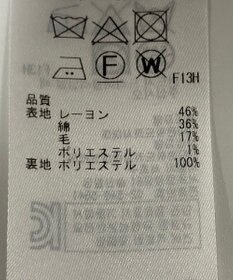 F
W
F13H
品質
表地 レーヨン 46%
綿 36%
毛 17%
ポリエステル 1%
裏地 ポリエステル 100%